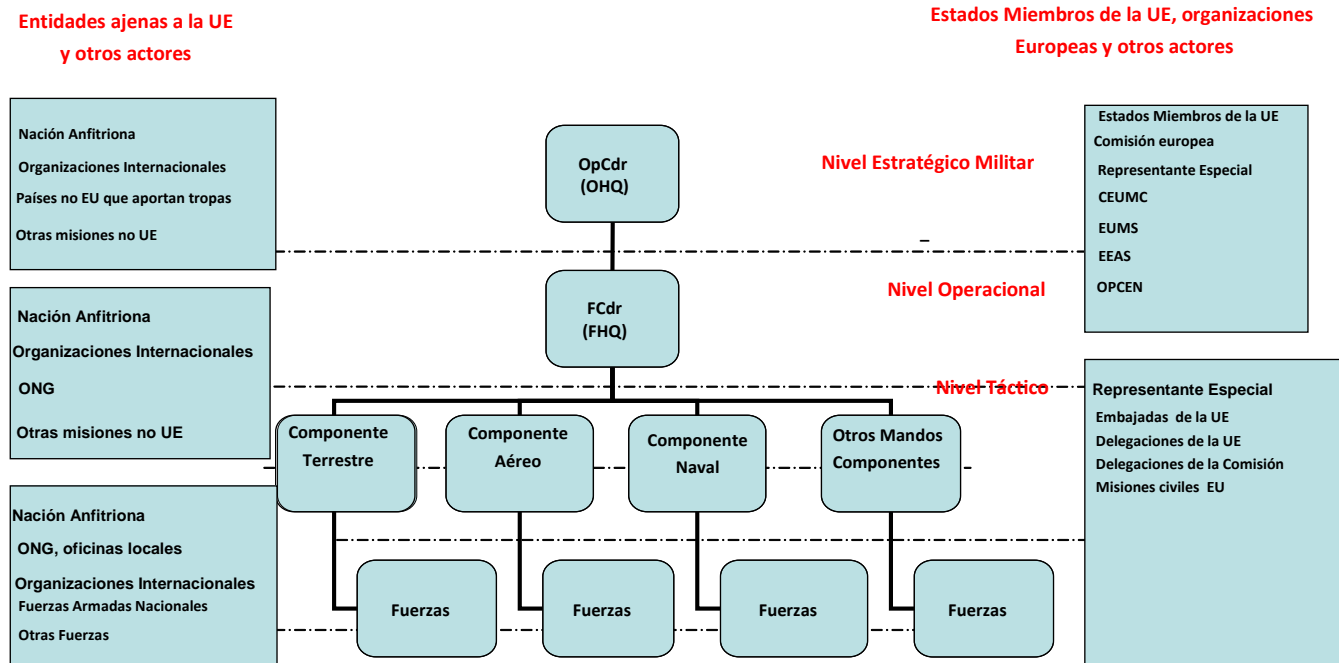 Entidades ajenas a la UE
y otros actores
Estados Miembros de la UE, organizaciones
Europeas y otros actores
Nación Anfitriona
Organizaciones Internacionales
Países no EU que aportan tropas
Otras misiones no UE
OpCdr
(OHQ)
Nivel Estratégico Militar
Estados Miembros de la UE
Comisión europea
Representante Especial
CEUMC
EUMS
EEAS
OPCEN
Nación Anfitriona
Organizaciones Internacionales
ONG
Otras misiones no UE
FCdr
(FHQ)
Nivel Operacional
Nivel Táctico
Componente
Terrestre
Componente
Aéreo
Componente
Naval
Otros Mandos
Componentes
Representante Especial
Embajadas de la UE
Delegaciones de la UE
Delegaciones de la Comisión
Misiones civiles EU
Nación Anfitriona
ONG, oficinas locales
Organizaciones Internacionales
Fuerzas Armadas Nacionales
Otras Fuerzas
Fuerzas
Fuerzas
Fuerzas
Fuerzas